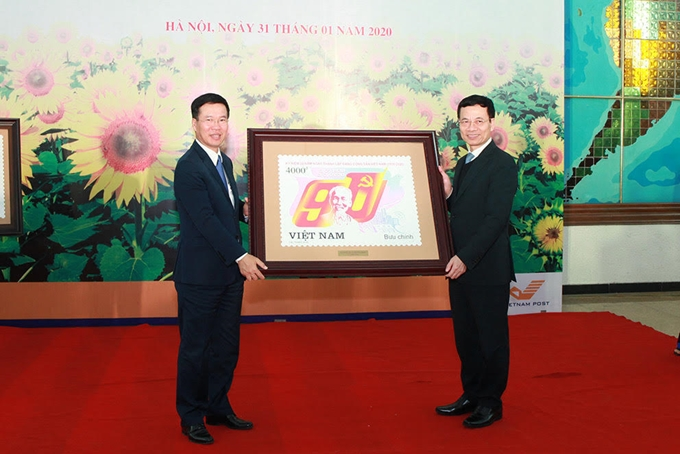 HÀ NỘI, NGÀY 31 THÁNG 01 NĂM 2020
4000đ
90
VIỆT NAM
Bưu chính
VIETNAM POST